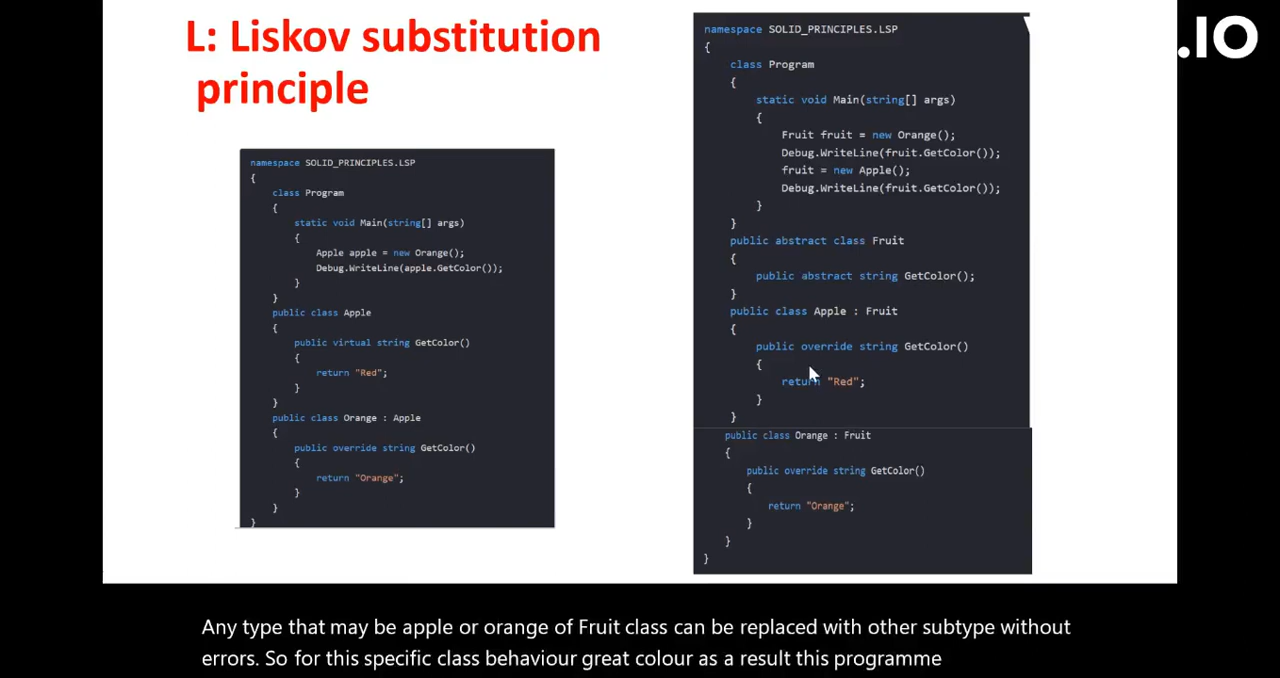 L: Liskov substitution
principle
.IO
namespace SOLID_PRINCIPLES.LSP
{
class Program
{
static void Main(string[] args)
{
Apple apple = new Orange();
Debug.WriteLine(apple.GetColor());
}
}
public class Apple
{
public virtual string GetColor()
{
return "Red";
}
}
public class Orange : Apple
{
public override string GetColor()
{
return "Orange";
}
}
}
namespace SOLID_PRINCIPLES.LSP
{
class Program
{
static void Main(string[] args)
{
Fruit fruit = new Orange();
Debug.WriteLine(fruit.GetColor());
fruit = new Apple();
Debug.WriteLine(fruit.GetColor());
}
}
public abstract class Fruit
{
public abstract string GetColor();
}
public class Apple : Fruit
{
public override string GetColor()
{
return "Red";
}
}
public class Orange : Fruit
{
public override string GetColor()
{
return "Orange";
}
}
}
Any type that may be apple or orange of Fruit class can be replaced with other subtype without
errors. So for this specific class behaviour great colour as a result this programme